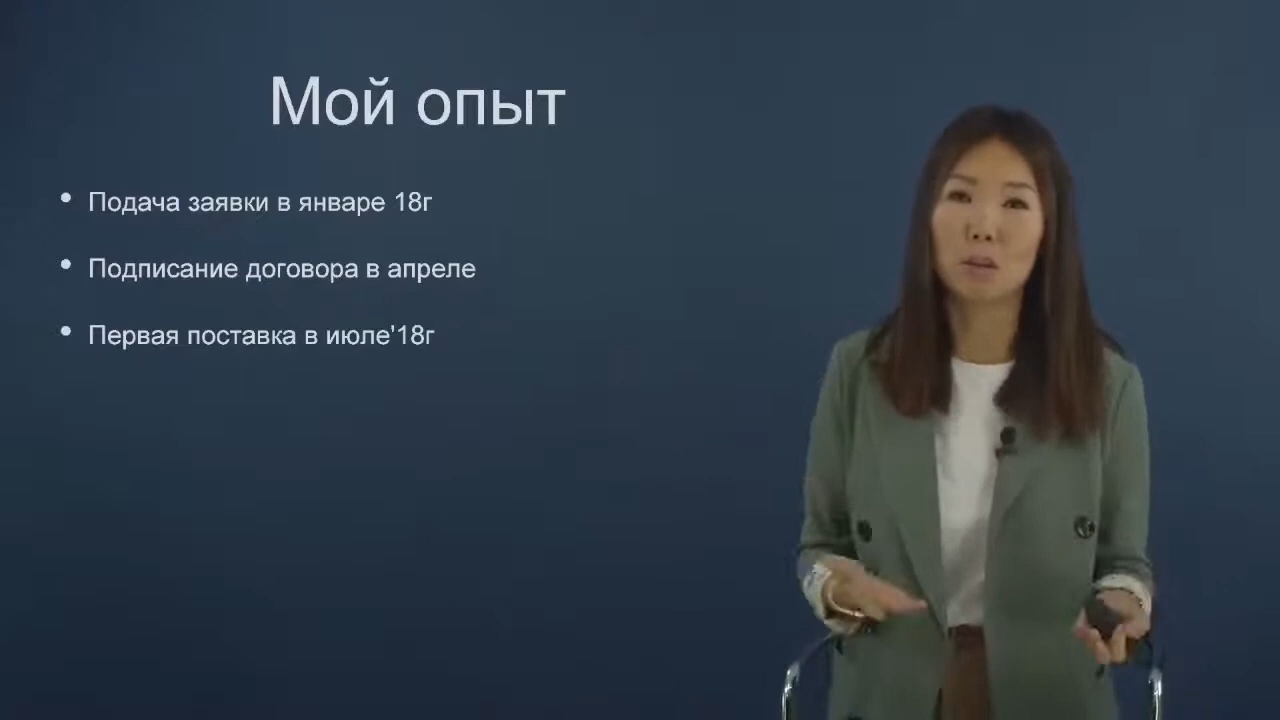 Мой опыт
• Подача заявки в январе 18г
• Подписание договора в апреле
• Первая поставка в июле'18г